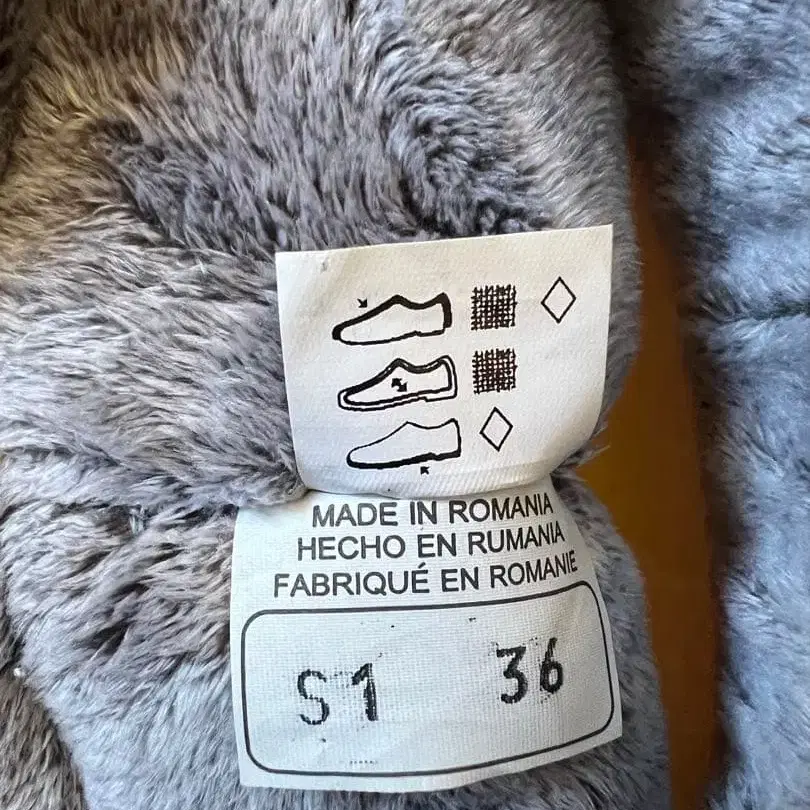 MADE IN ROMANIA
HECHO EN RUMANIA
FABRIQUÉ EN ROMANIE
S1 36